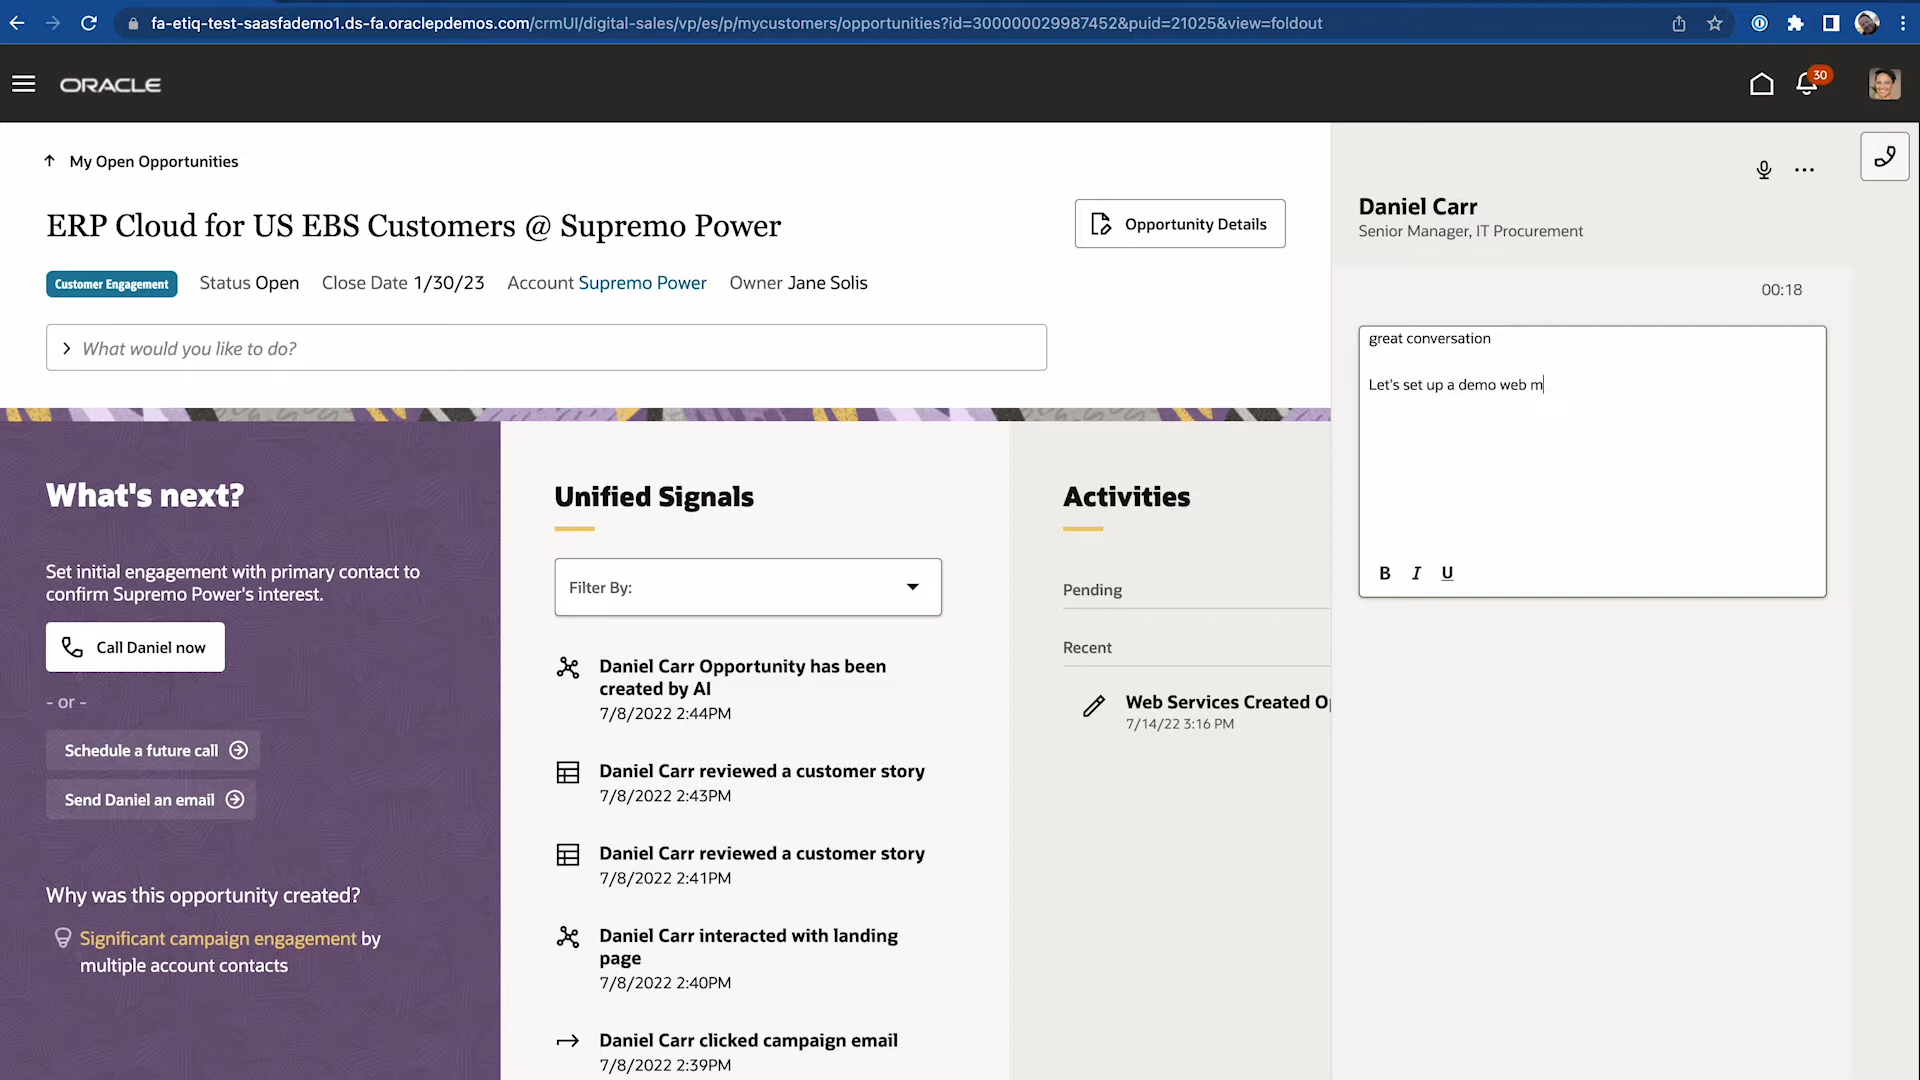 fa-etiq-test-saasfademo1.ds-fa.oraclepdemos.com/crmUI/digital-sales/vp/es/p/mycustomers/opportunities?id=300000029987452&puid=21025&view=foldout
ORACLE
30
My Open Opportunities
ERP Cloud for US EBS Customers @ Supremo Power
Opportunity Details
Customer Engagement
Status Open
Close Date 1/30/23
Account Supremo Power
Owner Jane Solis
What would you like to do?
What's next?
Set initial engagement with primary contact to
confirm Supremo Power's interest.
Call Daniel now
- or -
Schedule a future call
Send Daniel an email
Why was this opportunity created?
Significant campaign engagement by
multiple account contacts
Unified Signals
Filter By:
Daniel Carr Opportunity has been
created by AI
7/8/2022 2:44PM
Daniel Carr reviewed a customer story
7/8/2022 2:43PM
Daniel Carr reviewed a customer story
7/8/2022 2:41PM
Daniel Carr interacted with landing
page
7/8/2022 2:40PM
Daniel Carr clicked campaign email
7/8/2022 2:39PM
Activities
Pending
Recent
Web Services Created O
7/14/22 3:16 PM
Daniel Carr
Senior Manager, IT Procurement
00:18
great conversation
Let's set up a demo web m
B I U